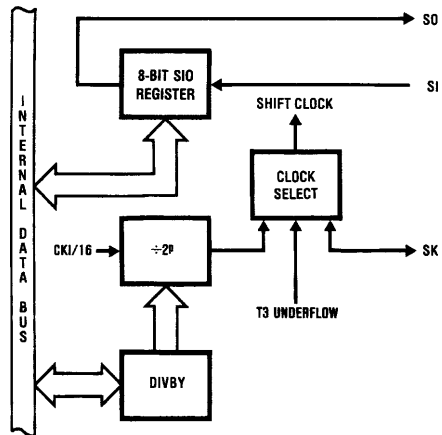 SO
8-BIT SIO
REGISTER
SI
SHIFT CLOCK
INTERNAL DATA BUS
CLOCK
SELECT
CKI/16
÷2ᵖ
SK
T3 UNDERFLOW
DIVBY